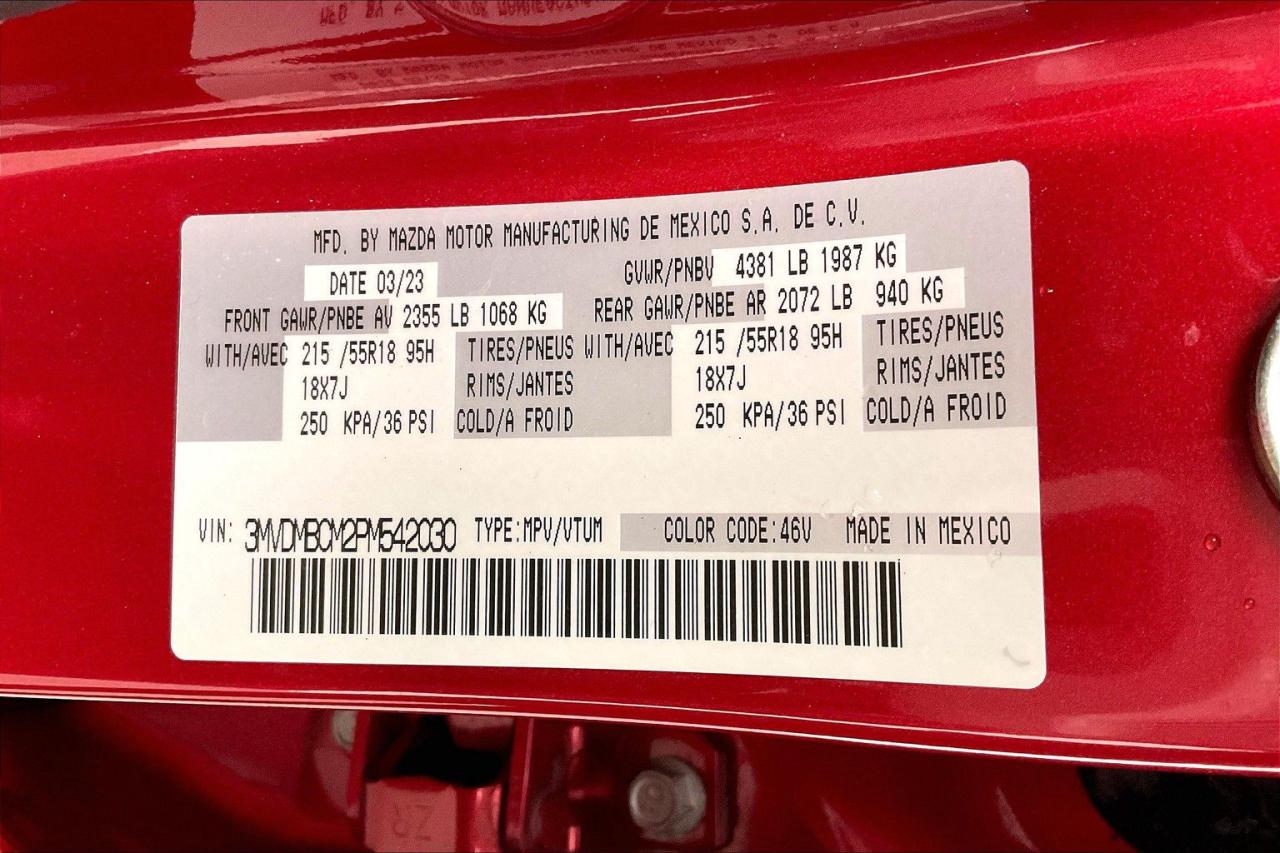 MFD. BY MAZDA MOTOR MANUFACTURING DE MEXICO S.A. DE C.V.
DATE 03/23 GVWR/PNBV 4381 LB 1987 KG
FRONT GAWR/PNBE AV 2355 LB 1068 KG REAR GAWR/PNBE AR 2072 LB 940 KG
WITH/AVEC 215 /55R18 95H TIRES/PNEUS WITH/AVEC 215 /55R18 95H TIRES/PNEUS
18X7J RIMS/JANTES 18X7J RIMS/JANTES
250 KPA/36 PSI COLD/A FROID 250 KPA/36 PSI COLD/A FROID
VIN: 3MVDMBCM2PM542030 TYPE:MPV/VTUM COLOR CODE:46V MADE IN MEXICO
ZR